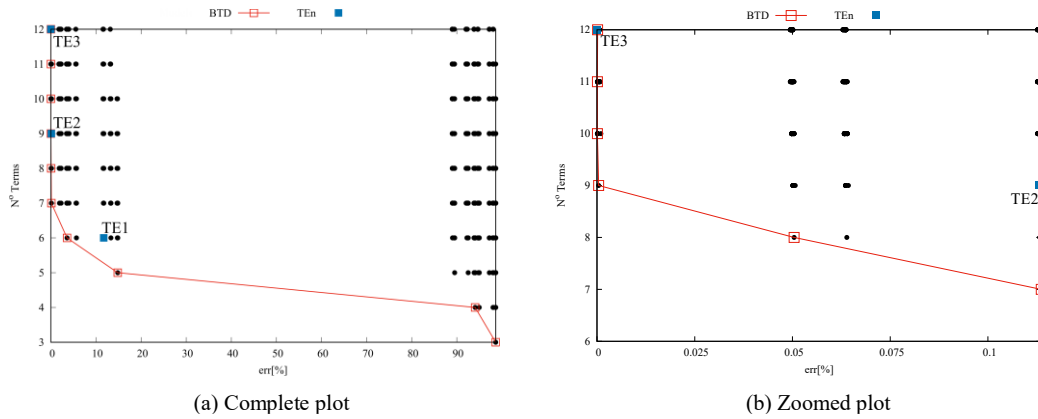 BTD TEn
12
11
10
9
8
7
6
5
4
3
Nº Terms
TE3
TE2
TE1
0 10 20 30 40 50 60 70 80 90
err[%]
(a) Complete plot
BTD TEn
12
11
10
9
8
7
6
Nº Terms
TE3
TE2
0 0.025 0.05 0.075 0.1
err[%]
(b) Zoomed plot